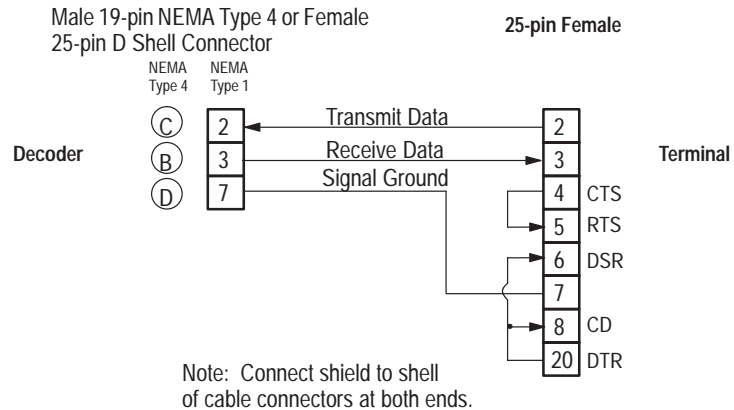 Male 19-pin NEMA Type 4 or Female
25-pin D Shell Connector
25-pin Female
NEMA Type 4
NEMA Type 1
Decoder
Terminal
C 2 Transmit Data 2
B 3 Receive Data 3
D 7 Signal Ground 4 CTS
5 RTS
6 DSR
7
8 CD
20 DTR
Note: Connect shield to shell
of cable connectors at both ends.